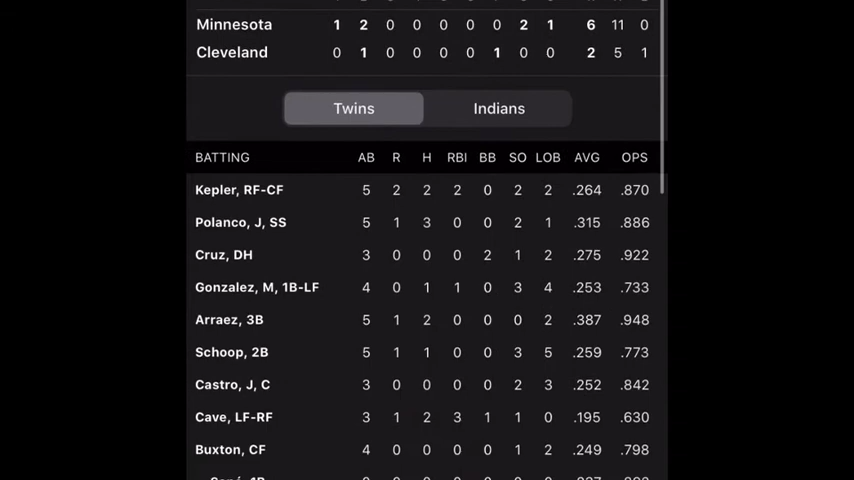 Minnesota 1 2 0 0 0 0 0 2 1 6 11 0
Cleveland 0 1 0 0 0 0 1 0 0 2 5 1
Twins Indians
BATTING AB R H RBI BB SO LOB AVG OPS
Kepler, RF-CF 5 2 2 2 0 2 2 .264 .870
Polanco, J, SS 5 1 3 0 0 2 1 .315 .886
Cruz, DH 3 0 0 0 2 1 2 .275 .922
Gonzalez, M, 1B-LF 4 0 1 1 0 3 4 .253 .733
Arraez, 3B 5 1 2 0 0 0 2 .387 .948
Schoop, 2B 5 1 1 0 0 3 5 .259 .773
Castro, J, C 3 0 0 0 0 2 3 .252 .842
Cave, LF-RF 3 1 2 3 1 1 0 .195 .630
Buxton, CF 4 0 0 0 0 1 2 .249 .798